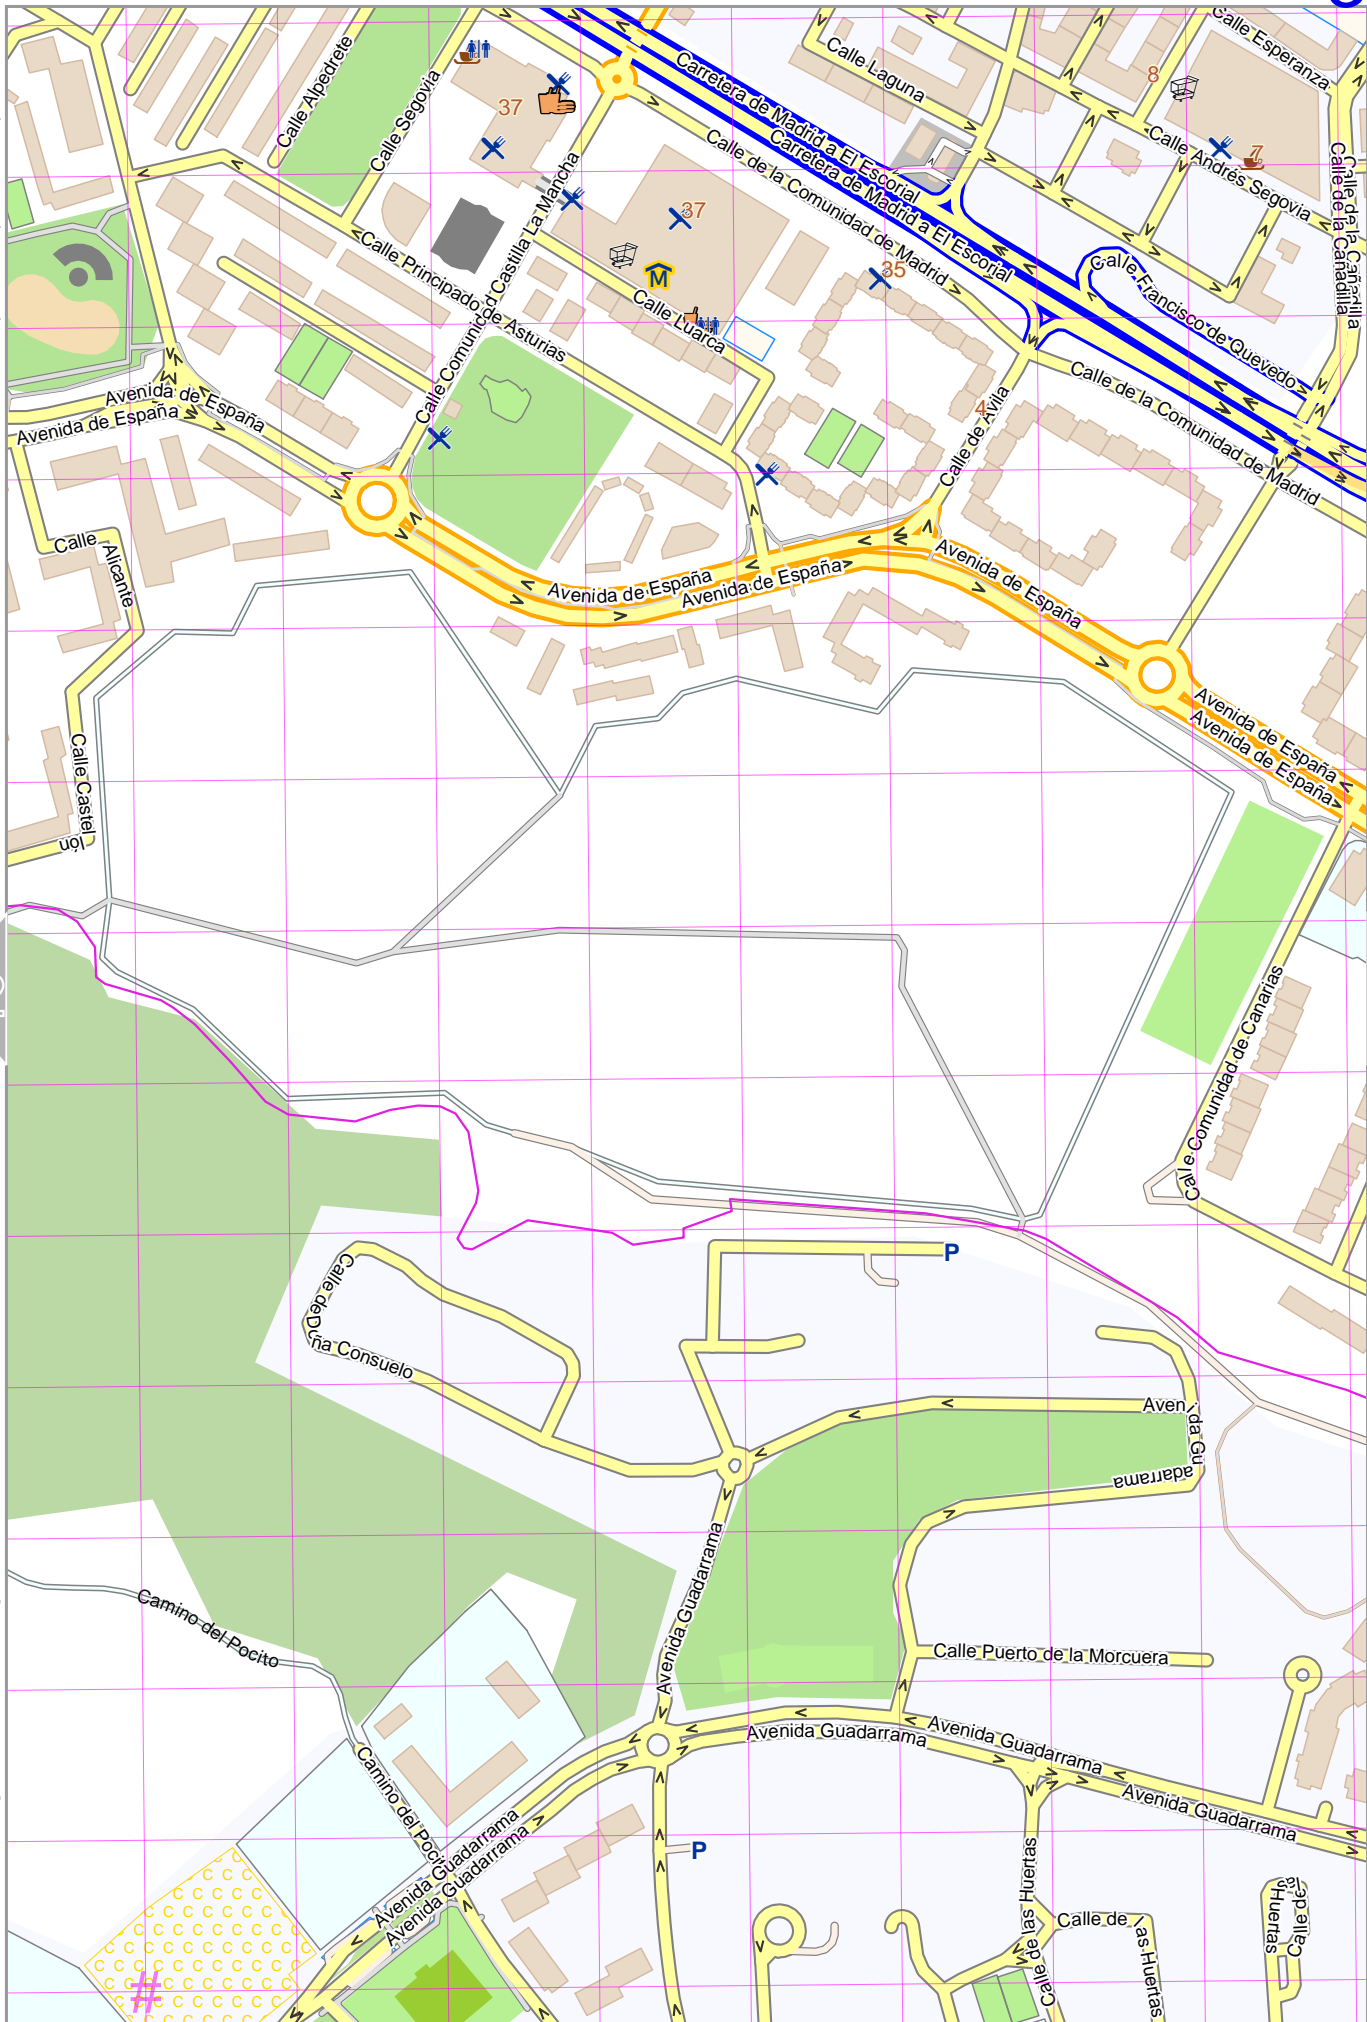 Calle Esperanza
Calle Laguna
Carretera de Madrid a El Escorial
Calle Albedrete
Calle Segovia
37
8
Calle Andrés Segovia
7
Calle de la Cañadilla
Calle de la Cañadilla
Carretera de Madrid a El Escorial
Calle de la Comunidad de Madrid
37
35
Calle Comunidad Castilla La Mancha
Calle Principado de Asturias
M
Calle Luarca
Calle Francisco de Quevedo
Calle de la Comunidad de Madrid
4
Calle de Ávila
Avenida de España
Avenida de España
Calle Alicante
Avenida de España
Avenida de España
Avenida de España
Avenida de España
Avenida de España
Calle Castellón
Calle Comunidad de Canarias
P
Calle de Doña Consuelo
Avenida Guadarrama
Avenida Guadarrama
Camino del Pocito
Calle Puerto de la Morcuera
Avenida Guadarrama
Avenida Guadarrama
Avenida Guadarrama
Camino del Pocito
Avenida Guadarrama
Avenida Guadarrama
P
Calle de las Huertas
Calle de las Huertas
Calle de
Huertas
Calle
C C C C
#